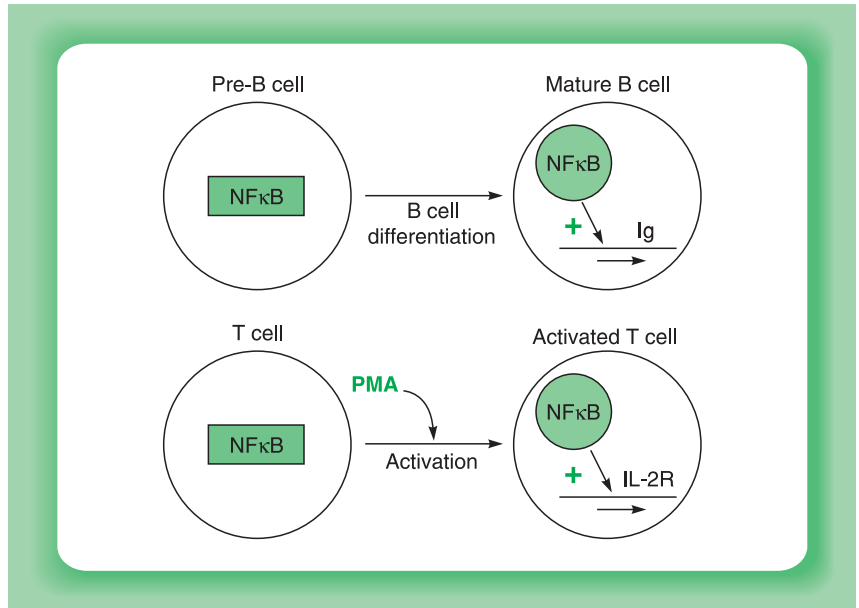 Pre-B cell
Mature B cell
NFκB
B cell
differentiation
NFκB
+
Ig
T cell
Activated T cell
PMA
NFκB
Activation
NFκB
+
IL-2R